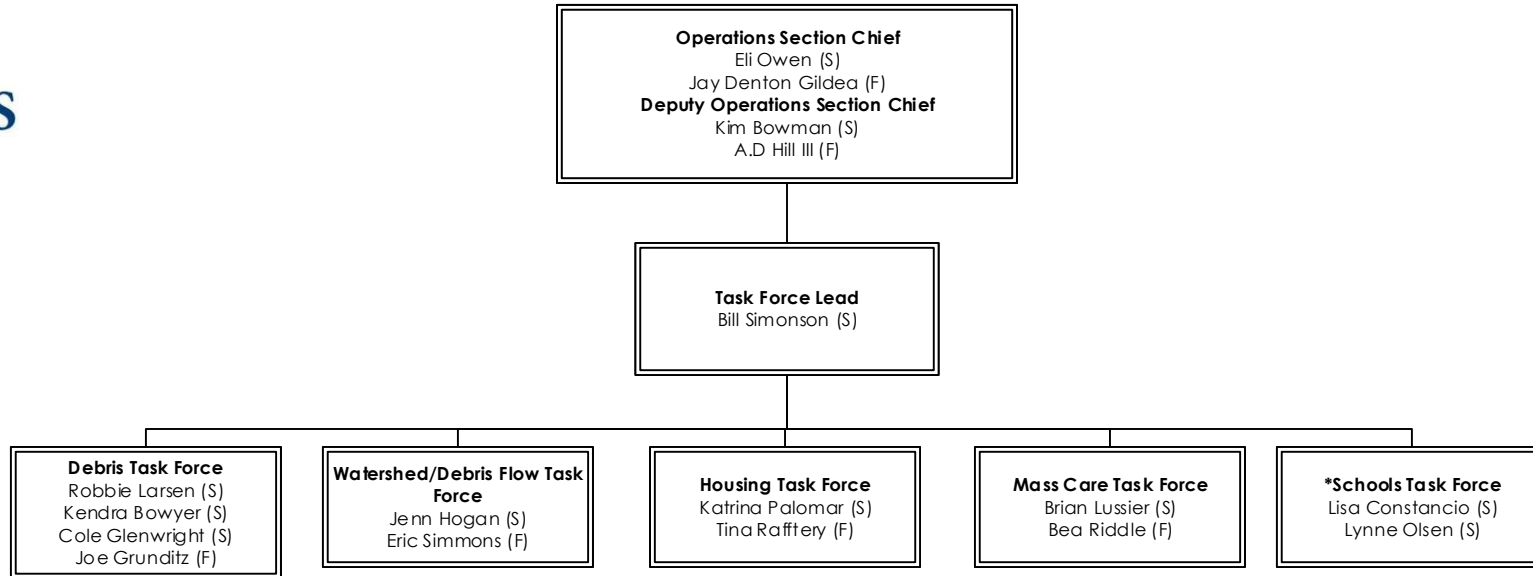 Operations Section Chief
Eli Owen (S)
Jay Denton Gildea (F)
Deputy Operations Section Chief
Kim Bowman (S)
A.D Hill III (F)
S
Task Force Lead
Bill Simonson (S)
Debris Task Force
Robbie Larsen (S)
Kendra Bowyer (S)
Cole Glenwright (S)
Joe Grunditz (F)
Watershed/Debris Flow Task
Force
Jenn Hogan (S)
Eric Simmons (F)
Housing Task Force
Katrina Palomar (S)
Tina Rafftery (F)
Mass Care Task Force
Brian Lussier (S)
Bea Riddle (F)
*Schools Task Force
Lisa Constancio (S)
Lynne Olsen (S)